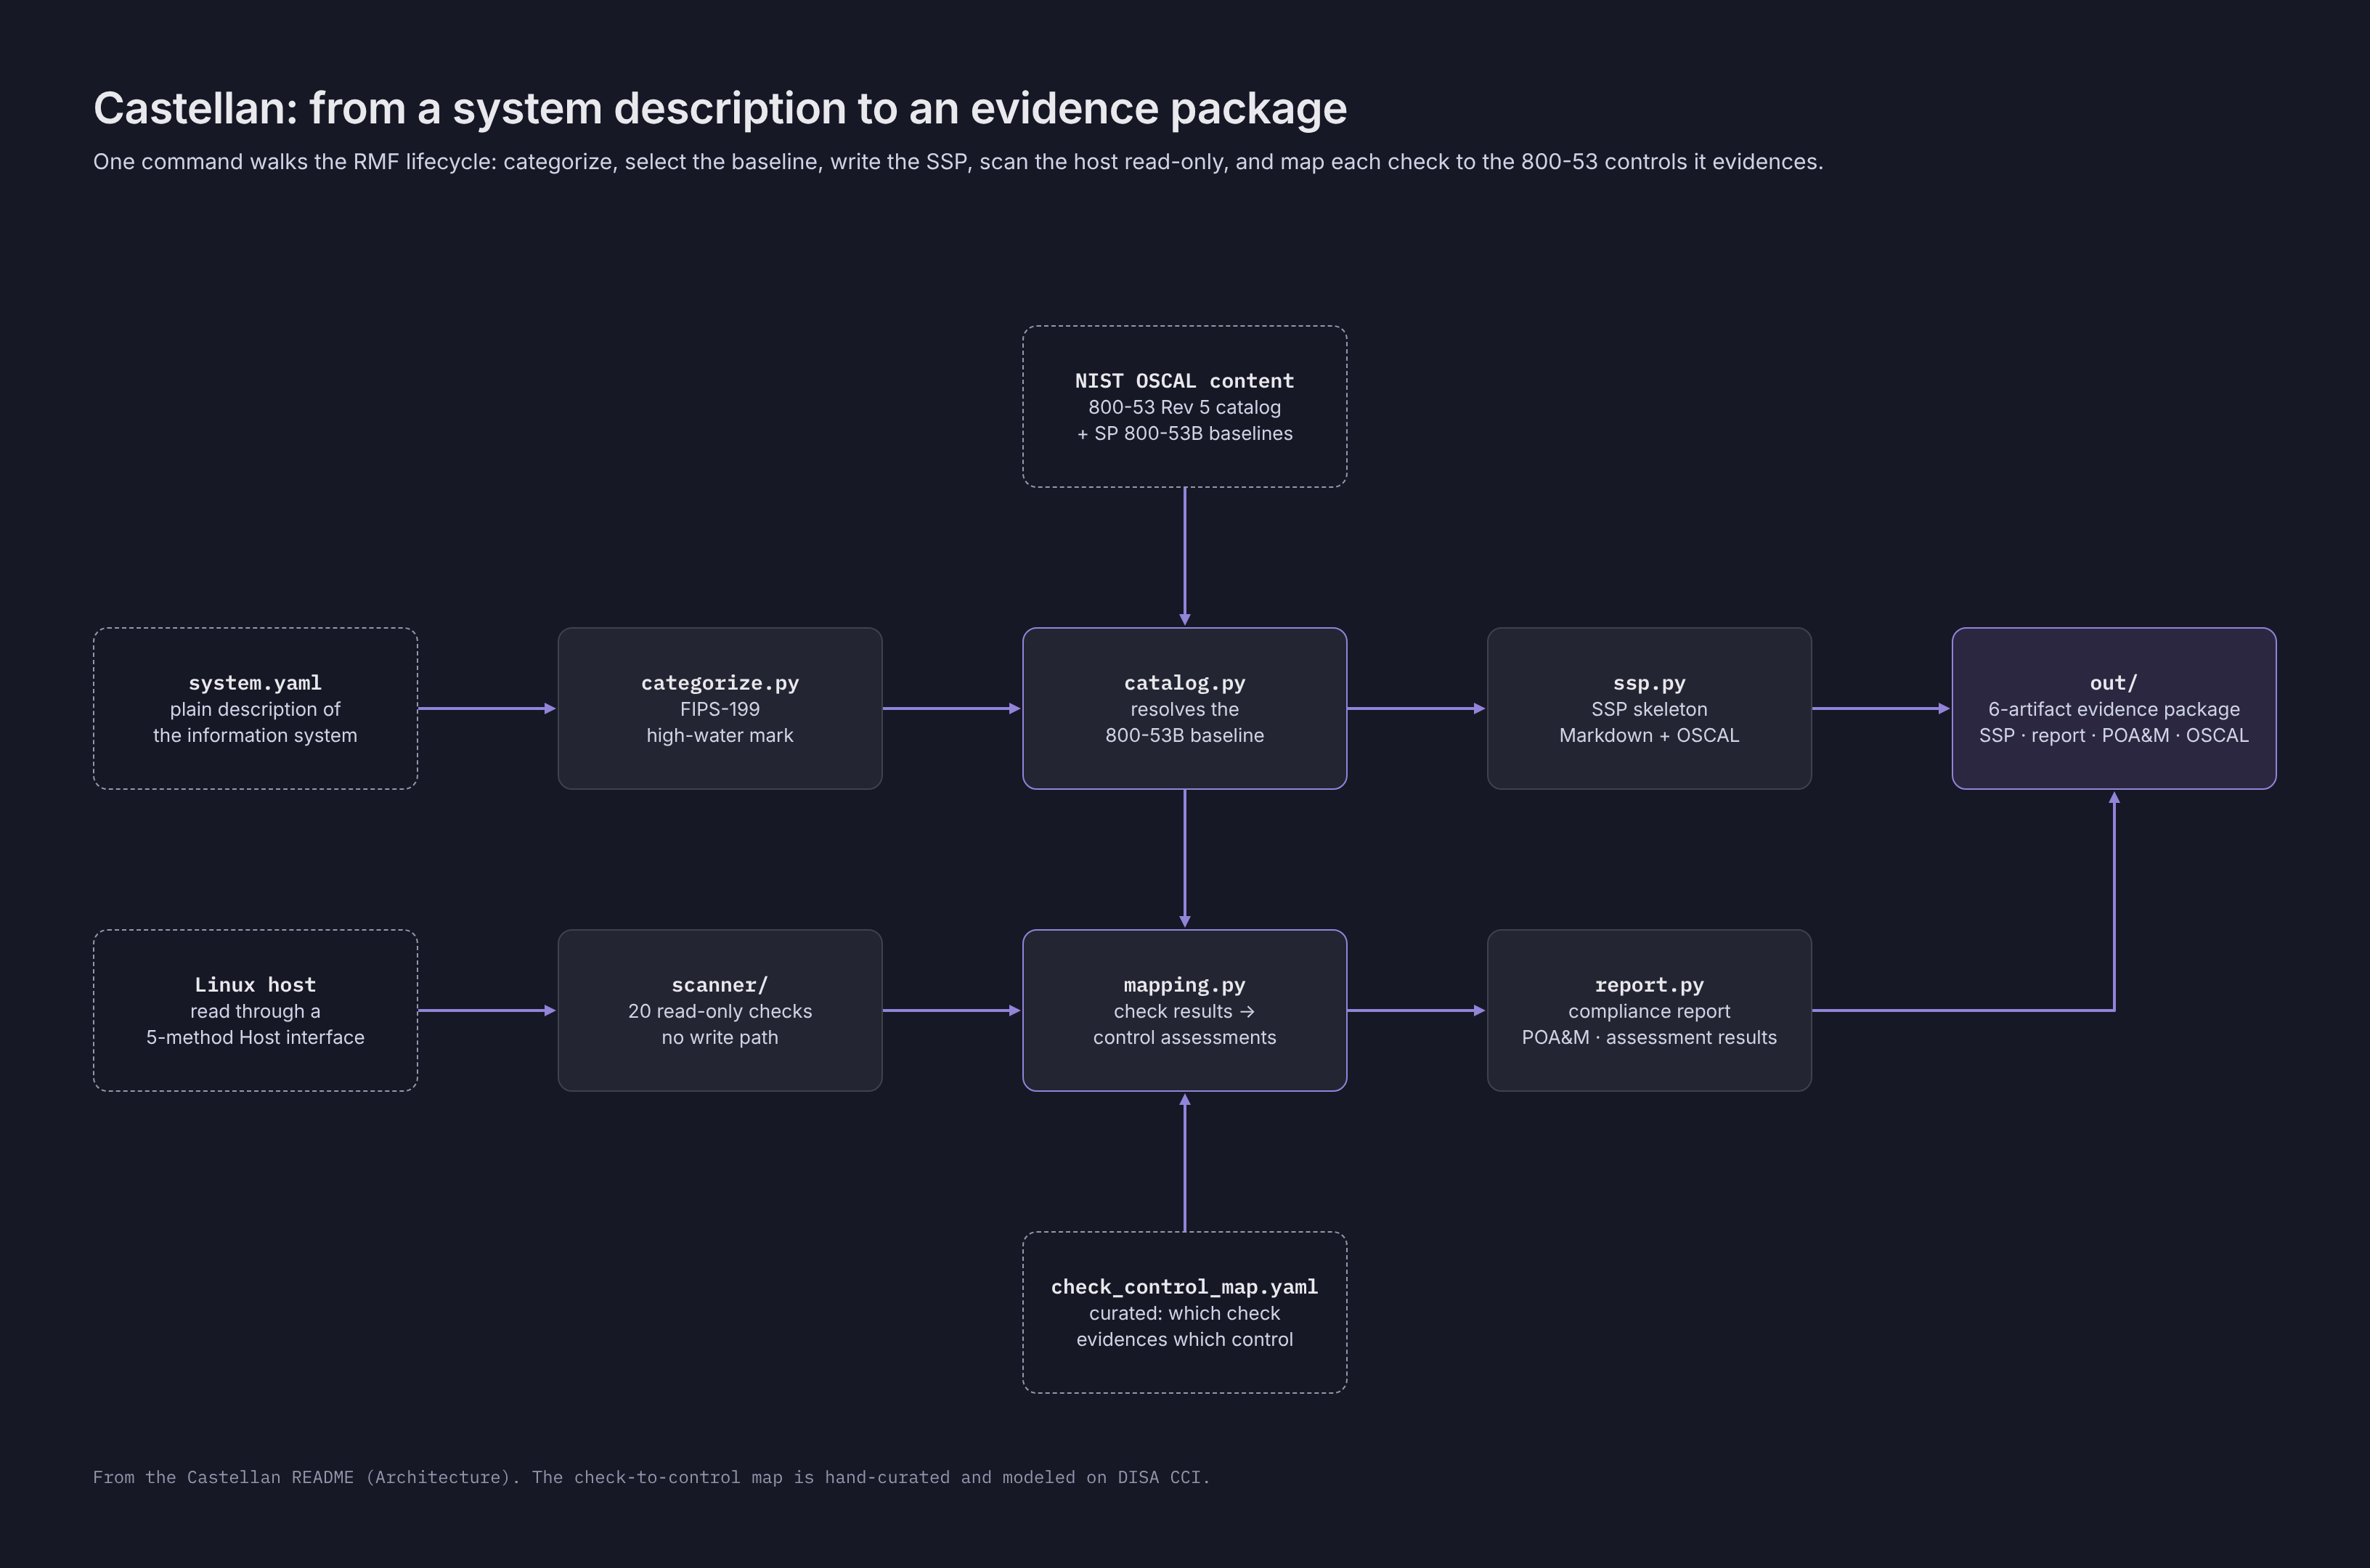 Castellan: from a system description to an evidence package
One command walks the RMF lifecycle: categorize, select the baseline, write the SSP, scan the host read-only, and map each check to the 800-53 controls it evidences.
NIST OSCAL content
800-53 Rev 5 catalog
+ SP 800-53B baselines
system.yaml
plain description of
the information system
categorize.py
FIPS-199
high-water mark
catalog.py
resolves the
800-53B baseline
ssp.py
SSP skeleton
Markdown + OSCAL
out/
6-artifact evidence package
SSP · report · POA&M · OSCAL
Linux host
read through a
5-method Host interface
scanner/
20 read-only checks
no write path
mapping.py
check results →
control assessments
report.py
compliance report
POA&M · assessment results
check_control_map.yaml
curated: which check
evidences which control
From the Castellan README (Architecture). The check-to-control map is hand-curated and modeled on DISA CCI.